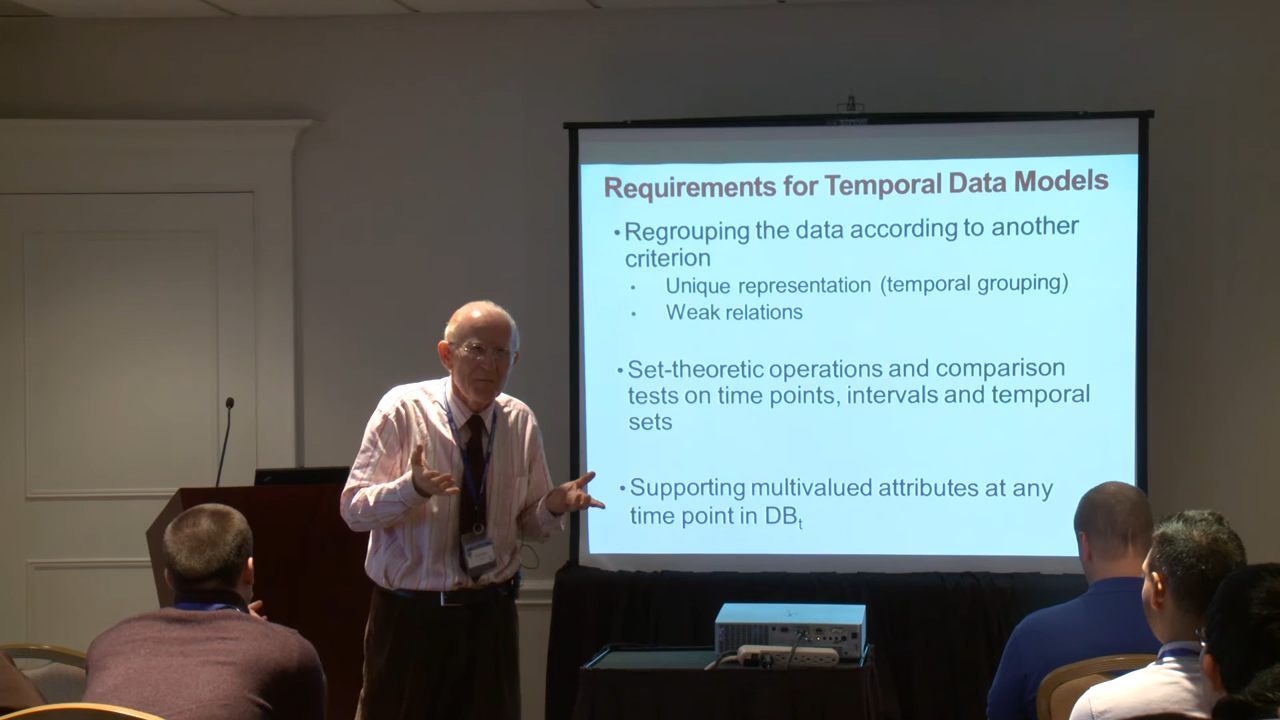 Requirements for Temporal Data Models
•Regrouping the data according to another
criterion
• Unique representation (temporal grouping)
• Weak relations
•Set-theoretic operations and comparison
tests on time points, intervals and temporal
sets
•Supporting multivalued attributes at any
time point in DBt